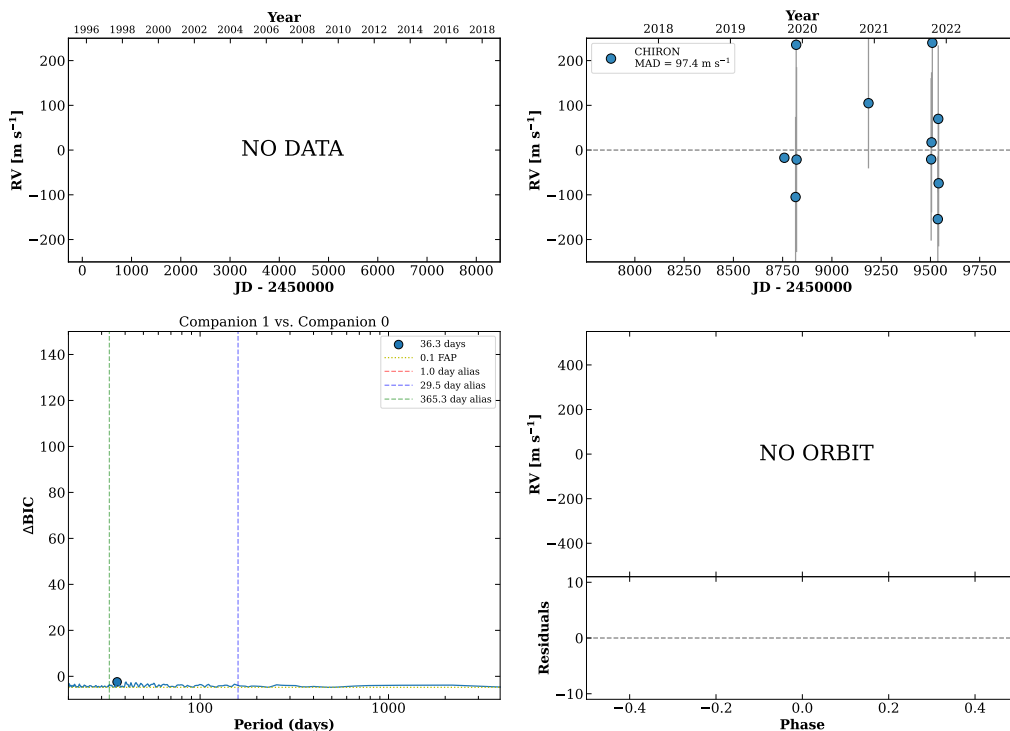 Year
1996 1998 2000 2002 2004 2006 2008 2010 2012 2014 2016 2018
200
100
0
−100
−200
RV [m s⁻¹]
NO DATA
0 1000 2000 3000 4000 5000 6000 7000 8000
JD - 2450000
Year
2018 2019 2020 2021 2022
CHIRON
MAD = 97.4 m s⁻¹
200
100
0
−100
−200
RV [m s⁻¹]
8000 8250 8500 8750 9000 9250 9500 9750
JD - 2450000
Companion 1 vs. Companion 0
36.3 days
0.1 FAP
1.0 day alias
29.5 day alias
365.3 day alias
140
120
100
80
60
40
20
0
ΔBIC
100 1000
Period (days)
400
200
0
−200
−400
RV [m s⁻¹]
NO ORBIT
10
0
−10
Residuals
−0.4 −0.2 0.0 0.2 0.4
Phase